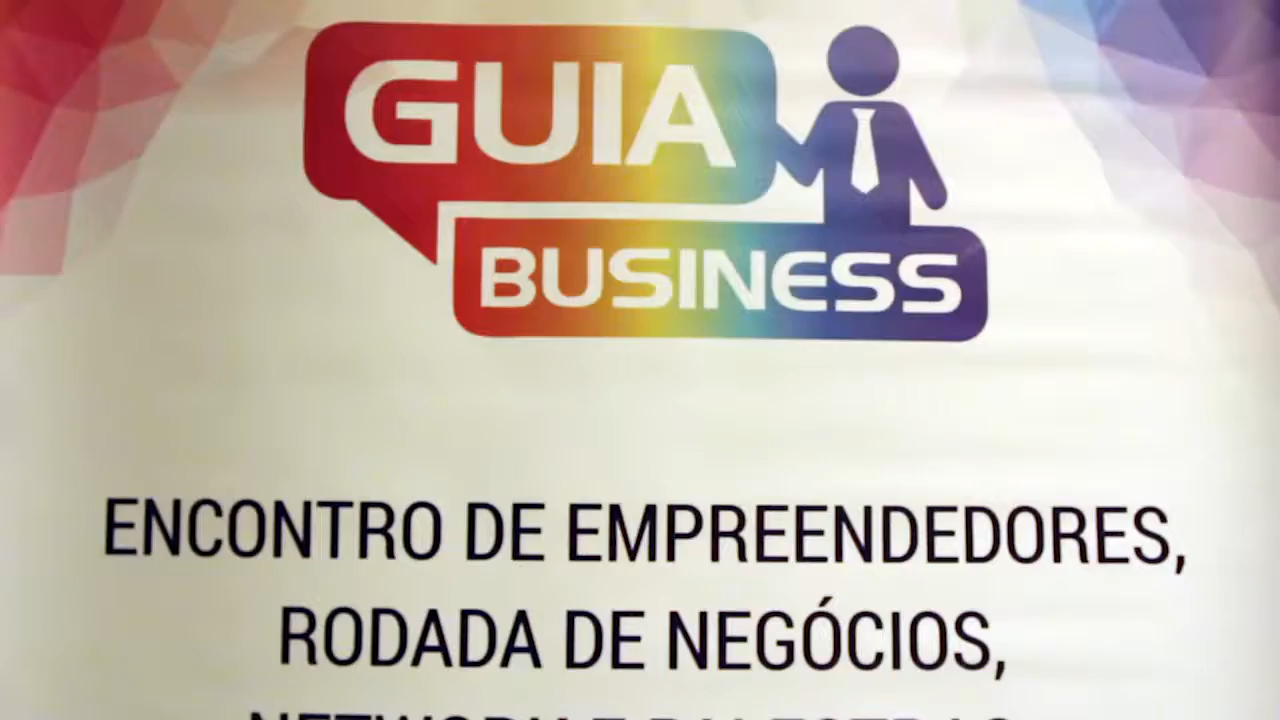 GUIA
BUSINESS
ENCONTRO DE EMPREENDEDORES,
RODADA DE NEGÓCIOS,